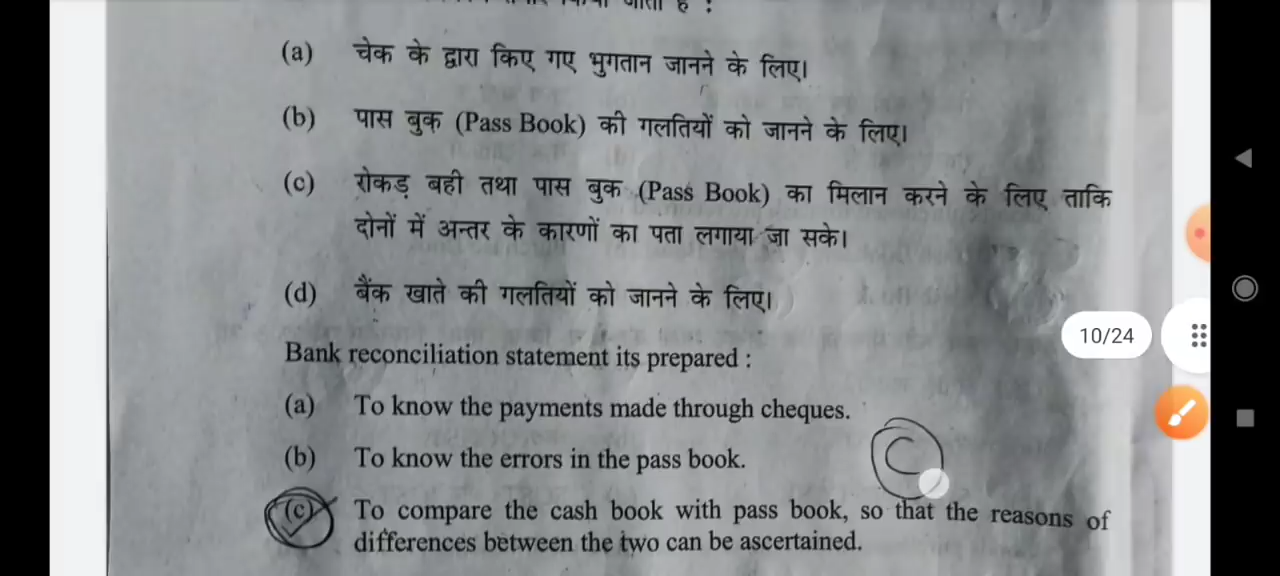 जाता है :
(a) चेक के द्वारा किए गए भुगतान जानने के लिए।
(b) पास बुक (Pass Book) की गलतियों को जानने के लिए।
(c) रोकड़ बही तथा पास बुक (Pass Book) का मिलान करने के लिए ताकि
दोनों में अन्तर के कारणों का पता लगाया जा सके।
(d) बैंक खाते की गलतियों को जानने के लिए।
10/24
Bank reconciliation statement its prepared :
(a) To know the payments made through cheques.
C
(b) To know the errors in the pass book.
(c) To compare the cash book with pass book, so that the reasons of
differences between the two can be ascertained.